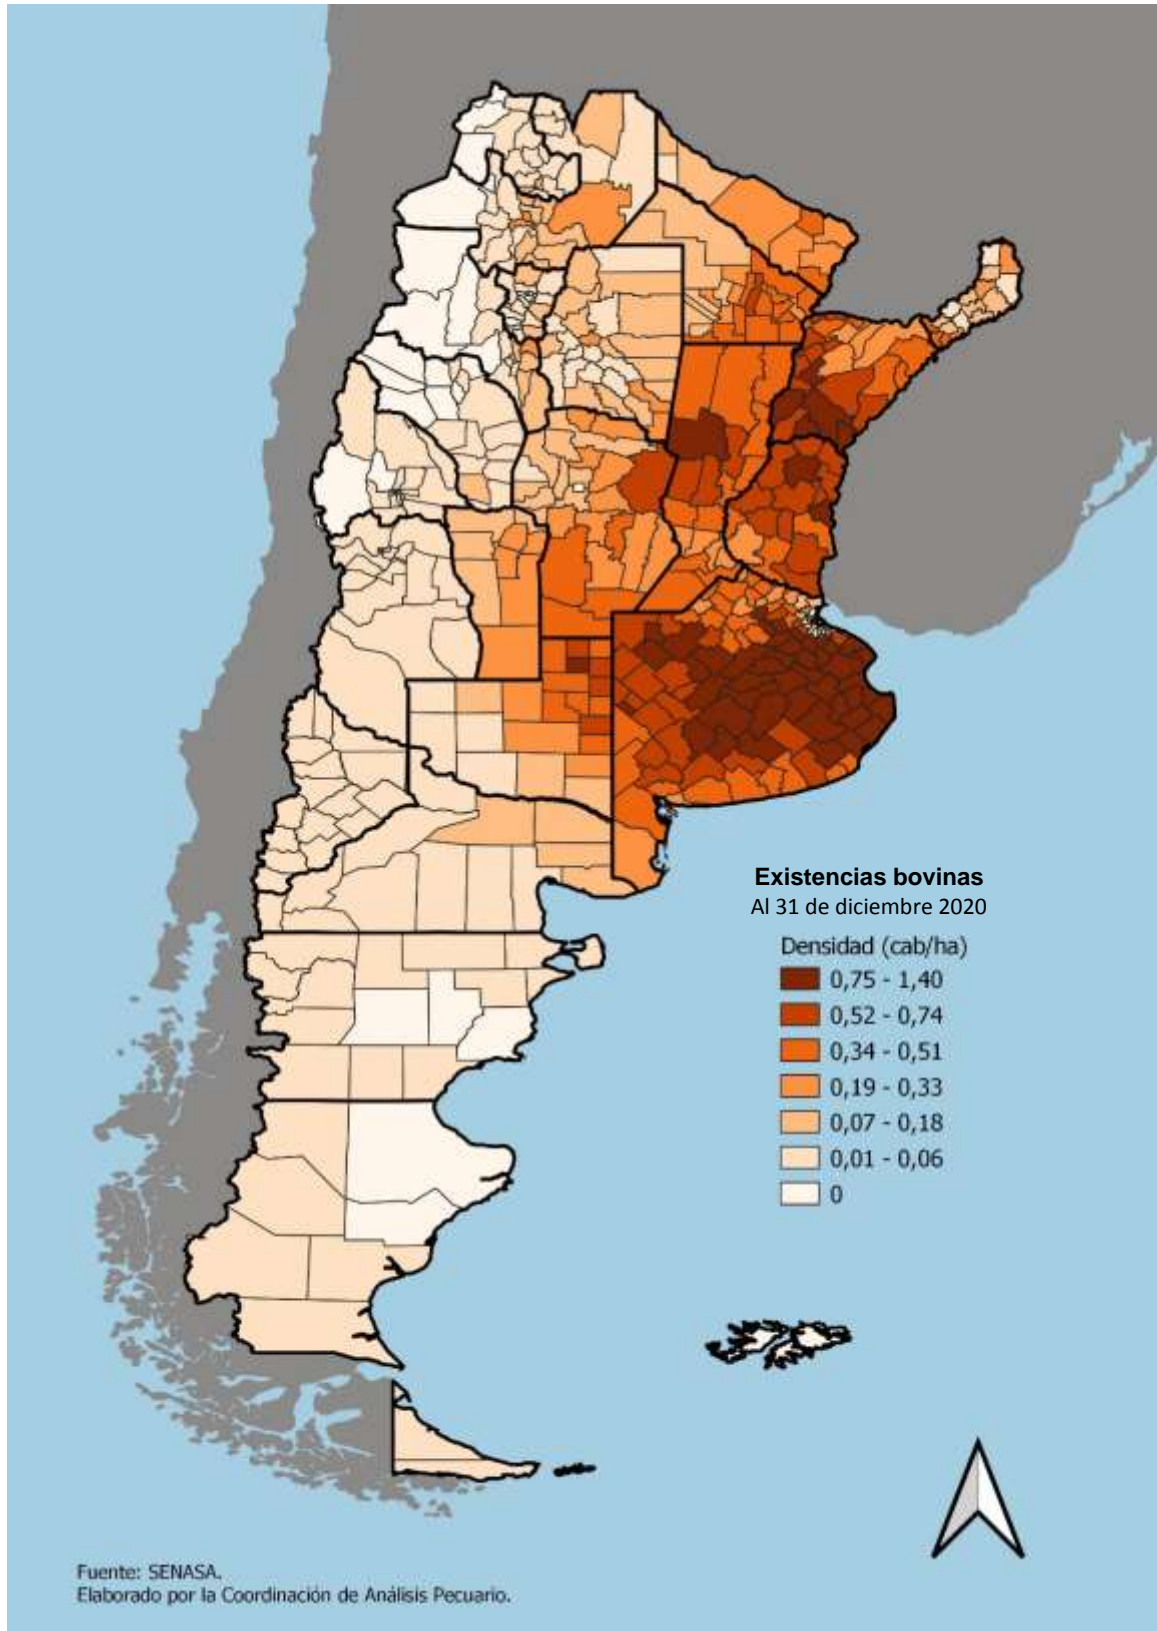 Existencias bovinas
Al 31 de diciembre 2020
Densidad (cab/ha)
0,75 - 1,40
0,52 - 0,74
0,34 - 0,51
0,19 - 0,33
0,07 - 0,18
0,01 - 0,06
0
Fuente: SENASA.
Elaborado por la Coordinación de Análisis Pecuario.